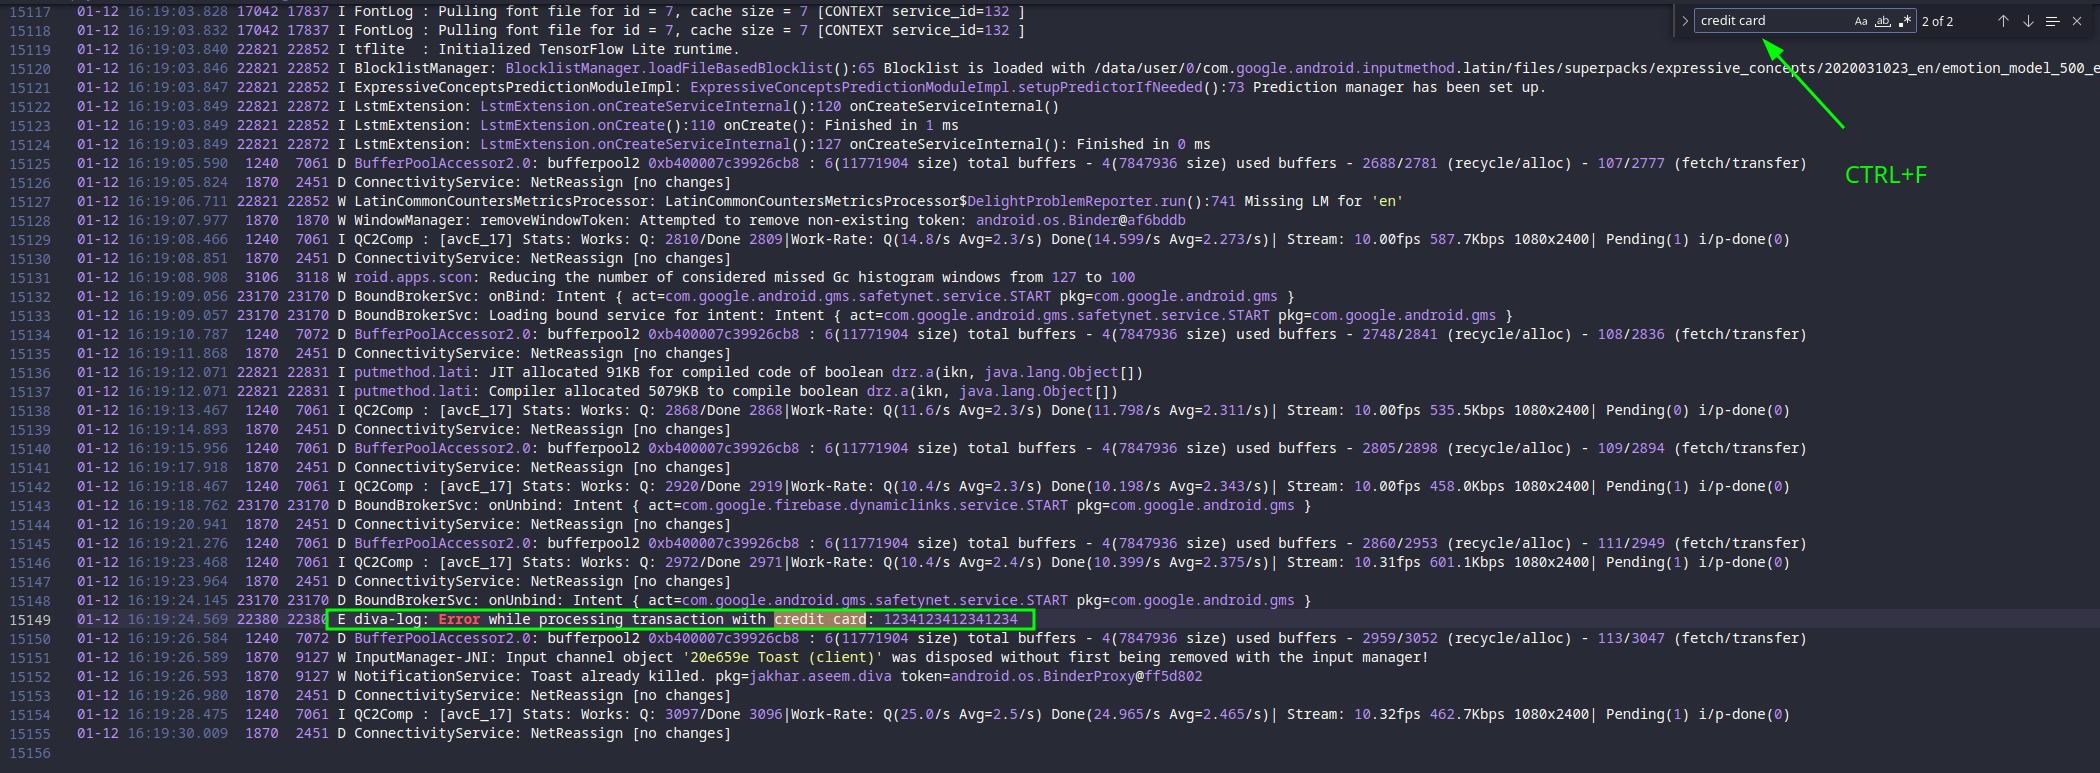 credit card Aa ab .* 2 of 2
15117 01-12 16:19:03.828 17042 17837 I FontLog : Pulling font file for id = 7, cache size = 7 [CONTEXT service_id=132 ]
15118 01-12 16:19:03.832 17042 17837 I FontLog : Pulling font file for id = 7, cache size = 7 [CONTEXT service_id=132 ]
15119 01-12 16:19:03.840 22821 22852 I tflite  : Initialized TensorFlow Lite runtime.
15120 01-12 16:19:03.846 22821 22852 I BlocklistManager: BlocklistManager.loadFileBasedBlocklist():65 Blocklist is loaded with /data/user/0/com.google.android.inputmethod.latin/files/superpacks/expressive_concepts/2020031023_en/emotion_model_500_e
15121 01-12 16:19:03.847 22821 22852 I ExpressiveConceptsPredictionModuleImpl: ExpressiveConceptsPredictionModuleImpl.setupPredictorIfNeeded():73 Prediction manager has been set up.
15122 01-12 16:19:03.849 22821 22872 I LstmExtension: LstmExtension.onCreateServiceInternal():120 onCreateServiceInternal()
15123 01-12 16:19:03.849 22821 22852 I LstmExtension: LstmExtension.onCreate():110 onCreate(): Finished in 1 ms
15124 01-12 16:19:03.849 22821 22872 I LstmExtension: LstmExtension.onCreateServiceInternal():127 onCreateServiceInternal(): Finished in 0 ms
15125 01-12 16:19:05.590 1240 7061 D BufferPoolAccessor2.0: bufferpool2 0xb400007c39926cb8 : 6(11771904 size) total buffers - 4(7847936 size) used buffers - 2688/2781 (recycle/alloc) - 107/2777 (fetch/transfer)
CTRL+F
15126 01-12 16:19:05.824 1870 2451 D ConnectivityService: NetReassign [no changes]
15127 01-12 16:19:06.711 22821 22852 W LatinCommonCountersMetricsProcessor: LatinCommonCountersMetricsProcessor$DelightProblemReporter.run():741 Missing LM for 'en'
15128 01-12 16:19:07.977 1870 1870 W WindowManager: removeWindowToken: Attempted to remove non-existing token: android.os.Binder@af6bddb
15129 01-12 16:19:08.466 1240 7061 I QC2Comp : [avcE_17] Stats: Works: Q: 2810/Done 2809|Work-Rate: Q(14.8/s Avg=2.3/s) Done(14.599/s Avg=2.273/s)| Stream: 10.00fps 587.7Kbps 1080x2400| Pending(1) i/p-done(0)
15130 01-12 16:19:08.851 1870 2451 D ConnectivityService: NetReassign [no changes]
15131 01-12 16:19:08.908 3106 3118 W roid.apps.scon: Reducing the number of considered missed Gc histogram windows from 127 to 100
15132 01-12 16:19:09.056 23170 23170 D BoundBrokerSvc: onBind: Intent { act=com.google.android.gms.safetynet.service.START pkg=com.google.android.gms }
15133 01-12 16:19:09.057 23170 23170 D BoundBrokerSvc: Loading bound service for intent: Intent { act=com.google.android.gms.safetynet.service.START pkg=com.google.android.gms }
15134 01-12 16:19:10.787 1240 7072 D BufferPoolAccessor2.0: bufferpool2 0xb400007c39926cb8 : 6(11771904 size) total buffers - 4(7847936 size) used buffers - 2748/2841 (recycle/alloc) - 108/2836 (fetch/transfer)
15135 01-12 16:19:11.868 1870 2451 D ConnectivityService: NetReassign [no changes]
15136 01-12 16:19:12.071 22821 22831 I putmethod.lati: JIT allocated 91KB for compiled code of boolean drz.a(ikn, java.lang.Object[])
15137 01-12 16:19:12.071 22821 22831 I putmethod.lati: Compiler allocated 5079KB to compile boolean drz.a(ikn, java.lang.Object[])
15138 01-12 16:19:13.467 1240 7061 I QC2Comp : [avcE_17] Stats: Works: Q: 2868/Done 2868|Work-Rate: Q(11.6/s Avg=2.3/s) Done(11.798/s Avg=2.311/s)| Stream: 10.00fps 535.5Kbps 1080x2400| Pending(0) i/p-done(0)
15139 01-12 16:19:14.893 1870 2451 D ConnectivityService: NetReassign [no changes]
15140 01-12 16:19:15.956 1240 7061 D BufferPoolAccessor2.0: bufferpool2 0xb400007c39926cb8 : 6(11771904 size) total buffers - 4(7847936 size) used buffers - 2805/2898 (recycle/alloc) - 109/2894 (fetch/transfer)
15141 01-12 16:19:17.918 1870 2451 D ConnectivityService: NetReassign [no changes]
15142 01-12 16:19:18.467 1240 7061 I QC2Comp : [avcE_17] Stats: Works: Q: 2920/Done 2919|Work-Rate: Q(10.4/s Avg=2.3/s) Done(10.198/s Avg=2.343/s)| Stream: 10.00fps 458.0Kbps 1080x2400| Pending(1) i/p-done(0)
15143 01-12 16:19:18.762 23170 23170 D BoundBrokerSvc: onUnbind: Intent { act=com.google.firebase.dynamiclinks.service.START pkg=com.google.android.gms }
15144 01-12 16:19:20.941 1870 2451 D ConnectivityService: NetReassign [no changes]
15145 01-12 16:19:21.276 1240 7061 D BufferPoolAccessor2.0: bufferpool2 0xb400007c39926cb8 : 6(11771904 size) total buffers - 4(7847936 size) used buffers - 2860/2953 (recycle/alloc) - 111/2949 (fetch/transfer)
15146 01-12 16:19:23.468 1240 7061 I QC2Comp : [avcE_17] Stats: Works: Q: 2972/Done 2971|Work-Rate: Q(10.4/s Avg=2.4/s) Done(10.399/s Avg=2.375/s)| Stream: 10.31fps 601.1Kbps 1080x2400| Pending(1) i/p-done(0)
15147 01-12 16:19:23.964 1870 2451 D ConnectivityService: NetReassign [no changes]
15148 01-12 16:19:24.145 23170 23170 D BoundBrokerSvc: onUnbind: Intent { act=com.google.android.gms.safetynet.service.START pkg=com.google.android.gms }
15149 01-12 16:19:24.569 22380 22380 E diva-log: Error while processing transaction with credit card: 1234123412341234
15150 01-12 16:19:26.584 1240 7072 D BufferPoolAccessor2.0: bufferpool2 0xb400007c39926cb8 : 6(11771904 size) total buffers - 4(7847936 size) used buffers - 2959/3052 (recycle/alloc) - 113/3047 (fetch/transfer)
15151 01-12 16:19:26.589 1870 9127 W InputManager-JNI: Input channel object '20e659e Toast (client)' was disposed without first being removed with the input manager!
15152 01-12 16:19:26.593 1870 9127 W NotificationService: Toast already killed. pkg=jakhar.aseem.diva token=android.os.BinderProxy@ff5d802
15153 01-12 16:19:26.980 1870 2451 D ConnectivityService: NetReassign [no changes]
15154 01-12 16:19:28.475 1240 7061 I QC2Comp : [avcE_17] Stats: Works: Q: 3097/Done 3096|Work-Rate: Q(25.0/s Avg=2.5/s) Done(24.965/s Avg=2.465/s)| Stream: 10.32fps 462.7Kbps 1080x2400| Pending(1) i/p-done(0)
15155 01-12 16:19:30.009 1870 2451 D ConnectivityService: NetReassign [no changes]
15156